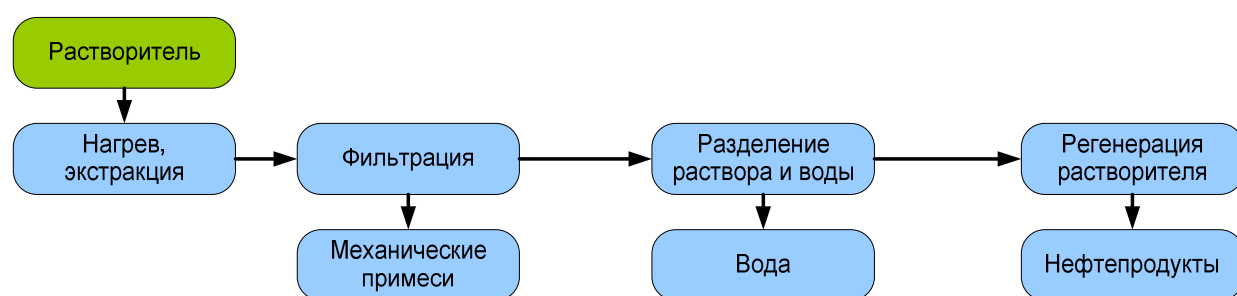 Растворитель
Нагрев,
экстракция
Фильтрация
Разделение
раствора и воды
Регенерация
растворителя
Механические
примеси
Вода
Нефтепродукты